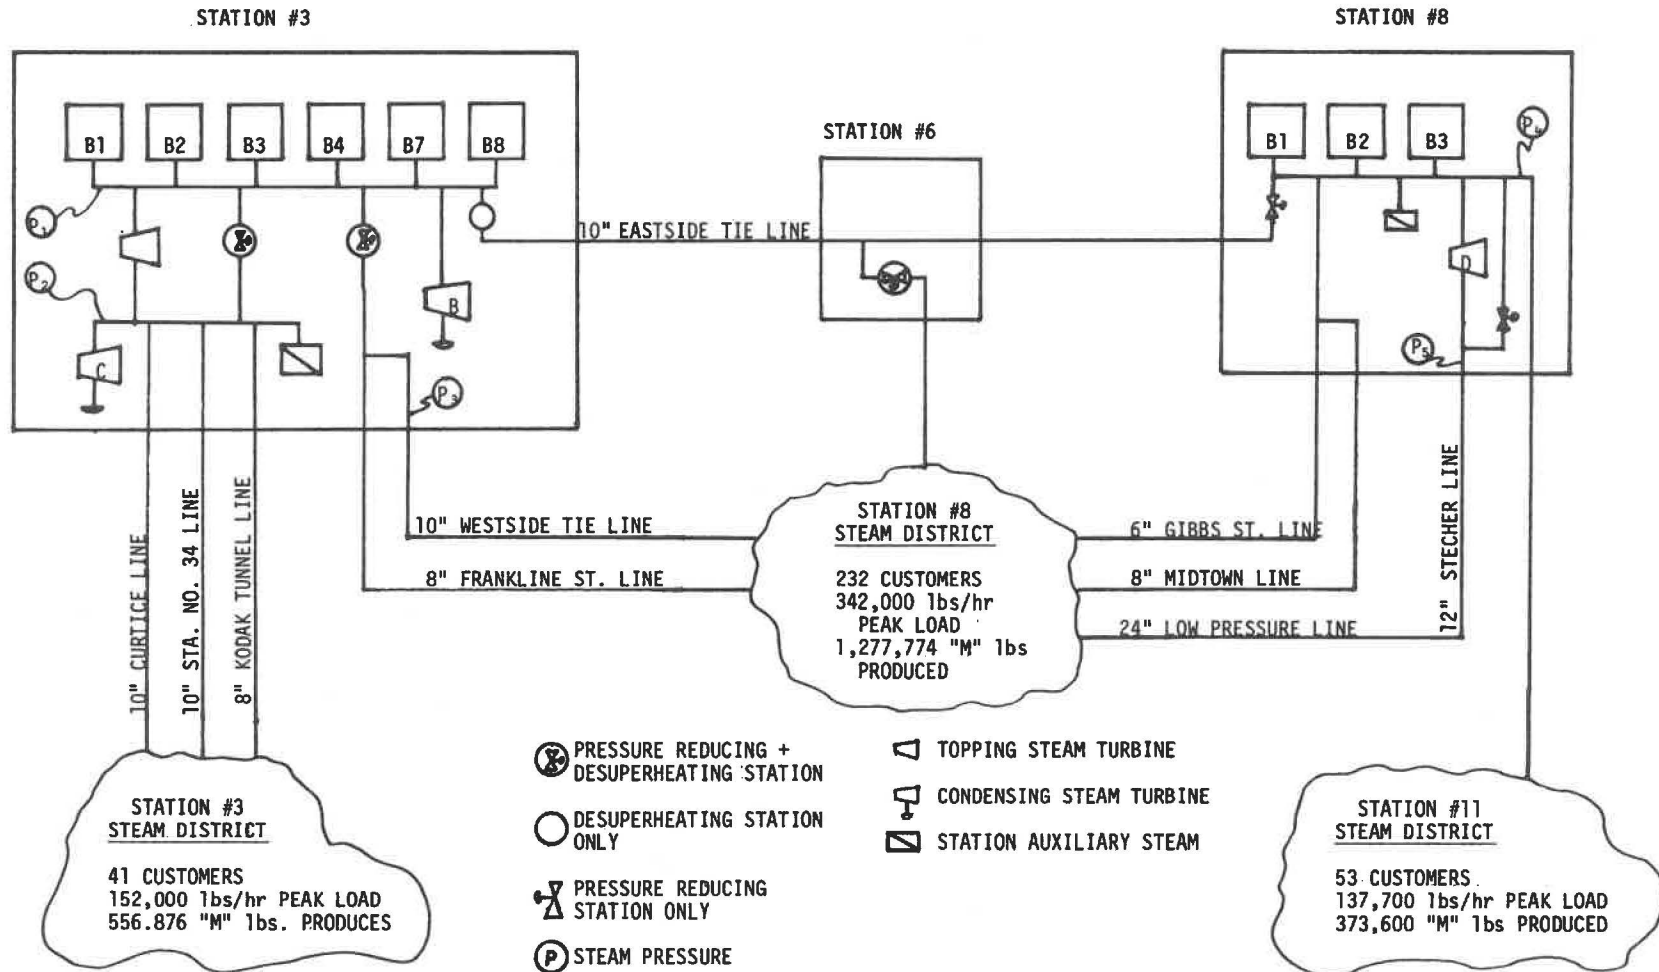 STATION #3
STATION #8
STATION #6
B1
B2
B3
B4
B7
B8
B1
B2
B3
P4
P1
P2
10" EASTSIDE TIE LINE
D
B
C
P3
P5
10" CURTICE LINE
10" STA. NO. 34 LINE
8" KODAK TUNNEL LINE
10" WESTSIDE TIE LINE
8" FRANKLINE ST. LINE
STATION #8
STEAM DISTRICT
232 CUSTOMERS
342,000 lbs/hr
PEAK LOAD
1,277,774 "M" lbs
PRODUCED
6" GIBBS ST. LINE
8" MIDTOWN LINE
24" LOW PRESSURE LINE
12" STECHER LINE
STATION #3
STEAM DISTRICT
41 CUSTOMERS
152,000 lbs/hr PEAK LOAD
556.876 "M" lbs. PRODUCES
PRESSURE REDUCING +
DESUPERHEATING STATION
DESUPERHEATING STATION
ONLY
PRESSURE REDUCING
STATION ONLY
P STEAM PRESSURE
TOPPING STEAM TURBINE
CONDENSING STEAM TURBINE
STATION AUXILIARY STEAM
STATION #11
STEAM DISTRICT
53 CUSTOMERS
137,700 lbs/hr PEAK LOAD
373,600 "M" lbs PRODUCED